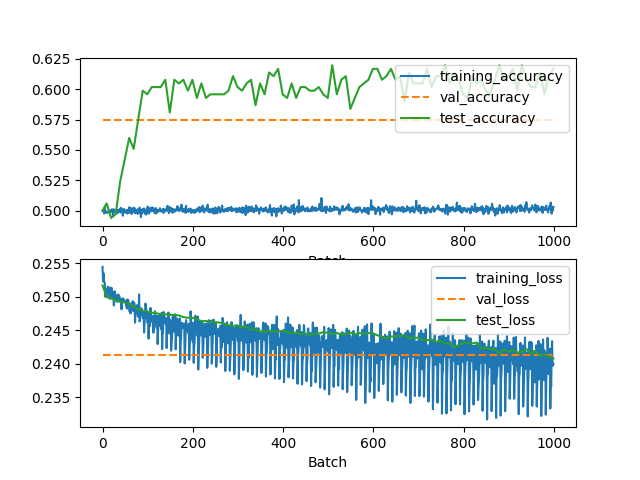 0.625
0.600
0.575
0.550
0.525
0.500
training_accuracy
val_accuracy
test_accuracy
0 200 400 600 800 1000
Batch
0.255
0.250
0.245
0.240
0.235
training_loss
val_loss
test_loss
0 200 400 600 800 1000
Batch